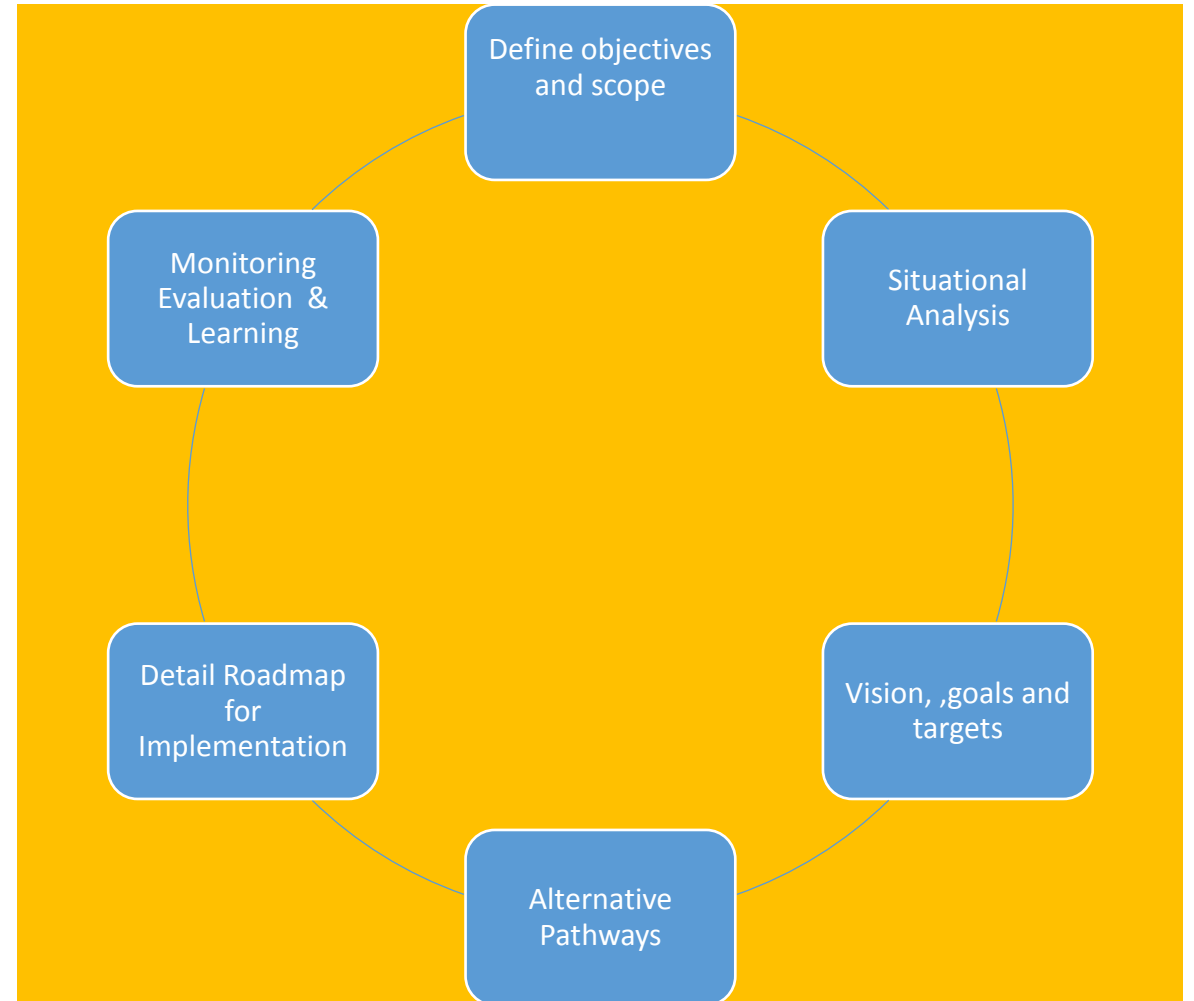 Define objectives
and scope
Situational
Analysis
Vision, ,goals and
targets
Alternative
Pathways
Detail Roadmap
for
Implementation
Monitoring
Evaluation  &
Learning